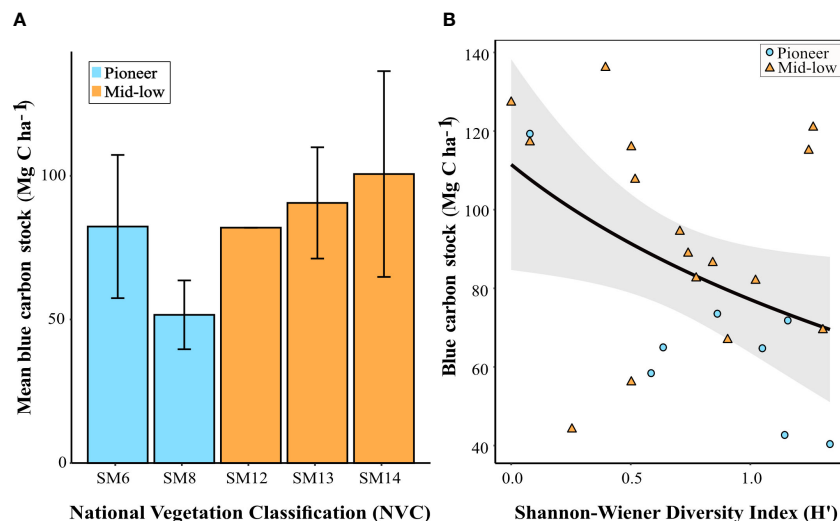 A
Mean blue carbon stock (Mg C ha⁻¹)
100
50
0
Pioneer
Mid-low
SM6 SM8 SM12 SM13 SM14
National Vegetation Classification (NVC)
B
Blue carbon stock (Mg C ha⁻¹)
140
120
100
80
60
40
Pioneer
Mid-low
0.0 0.5 1.0
Shannon-Wiener Diversity Index (H')